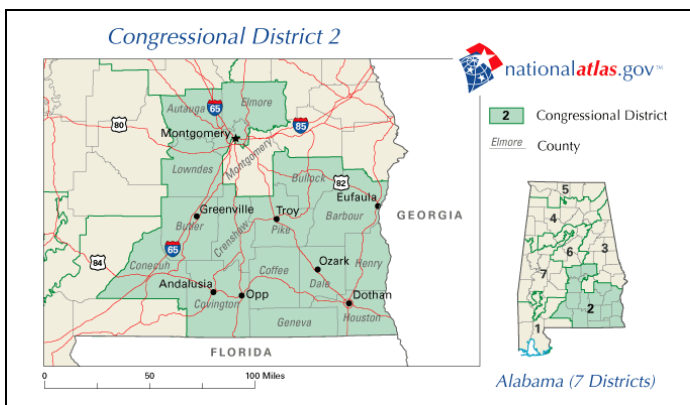 Congressional District 2
nationalatlas.gov™
2 Congressional District
Elmore County
Autauga
65
Elmore
80
85
Montgomery
Montgomery
Lowndes
Bullock
82
Eufaula
Greenville
Troy
Barbour
GEORGIA
Butler
Crenshaw
Pike
65
84
Conecuh
Coffee
Ozark
Henry
Dale
Andalusia
Opp
Dothan
Covington
Houston
Geneva
FLORIDA
0 50 100 Miles
5
4
6
3
7
2
1
Alabama (7 Districts)